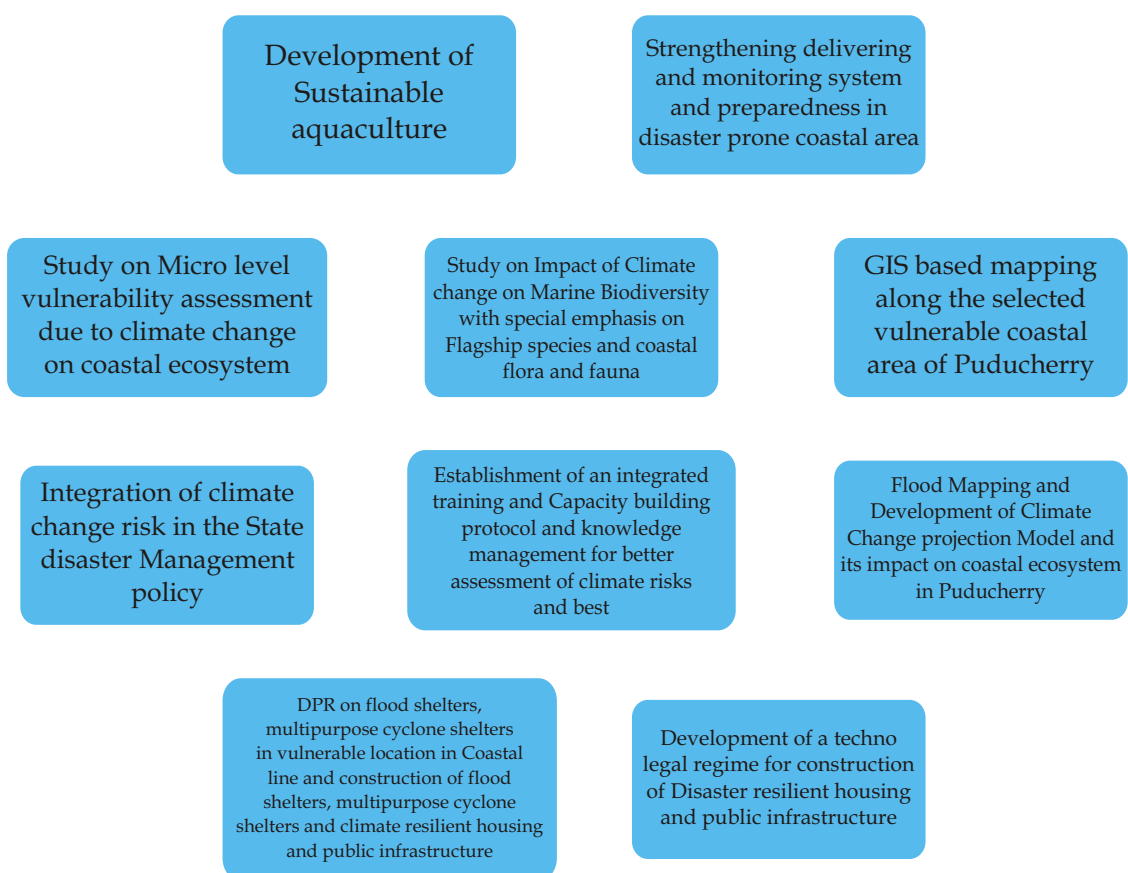 Development of
Sustainable
aquaculture
Strengthening delivering
and monitoring system
and preparedness in
disaster prone coastal area
Study on Micro level
vulnerability assessment
due to climate change
on coastal ecosystem
Study on Impact of Climate
change on Marine Biodiversity
with special emphasis on
Flagship species and coastal
flora and fauna
GIS based mapping
along the selected
vulnerable coastal
area of Puducherry
Integration of climate
change risk in the State
disaster Management
policy
Establishment of an integrated
training and Capacity building
protocol and knowledge
management for better
assessment of climate risks
and best
Flood Mapping and
Development of Climate
Change projection Model and
its impact on coastal ecosystem
in Puducherry
DPR on flood shelters,
multipurpose cyclone shelters
in vulnerable location in Coastal
line and construction of flood
shelters, multipurpose cyclone
shelters and climate resilient housing
and public infrastructure
Development of a techno
legal regime for construction
of Disaster resilient housing
and public infrastructure